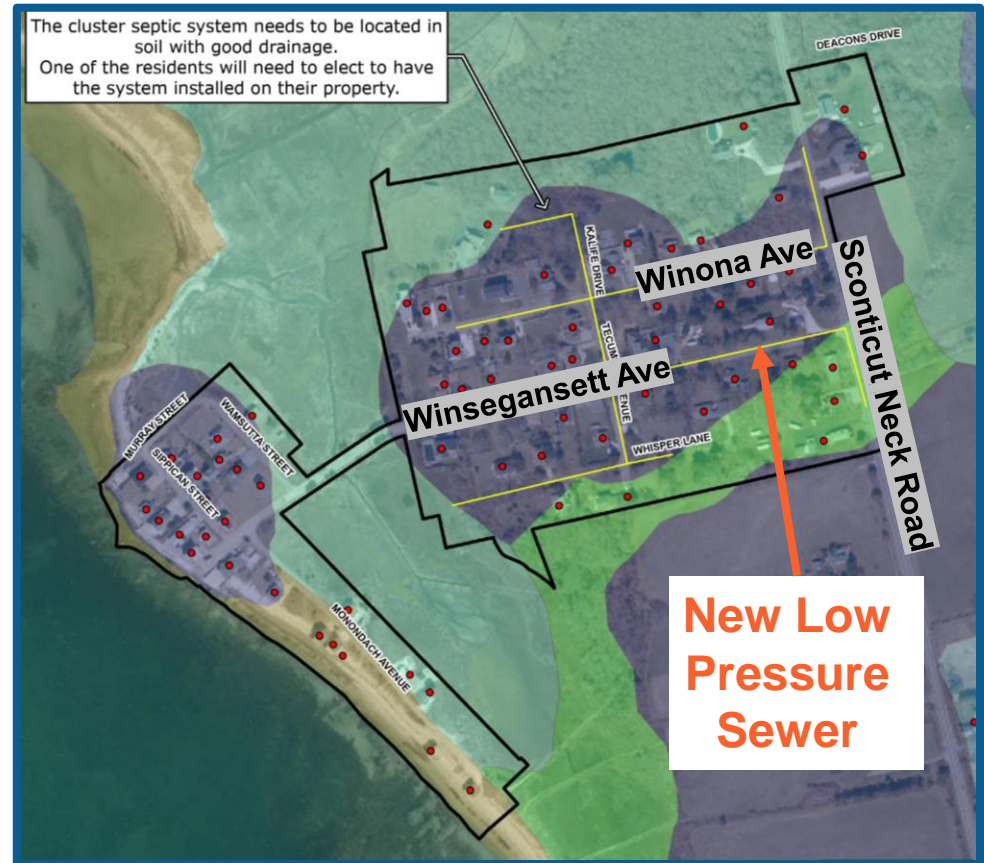 The cluster septic system needs to be located in
soil with good drainage.
One of the residents will need to elect to have
the system installed on their property.
DEACONS DRIVE
KALIFE DRIVE
Winona Ave
Sconticut Neck Road
Winsegansett Ave
WHISPER LANE
MURRAY STREET
WAMSUTTA STREET
SIPPICAN STREET
MONONDACH AVENUE
New Low
Pressure
Sewer